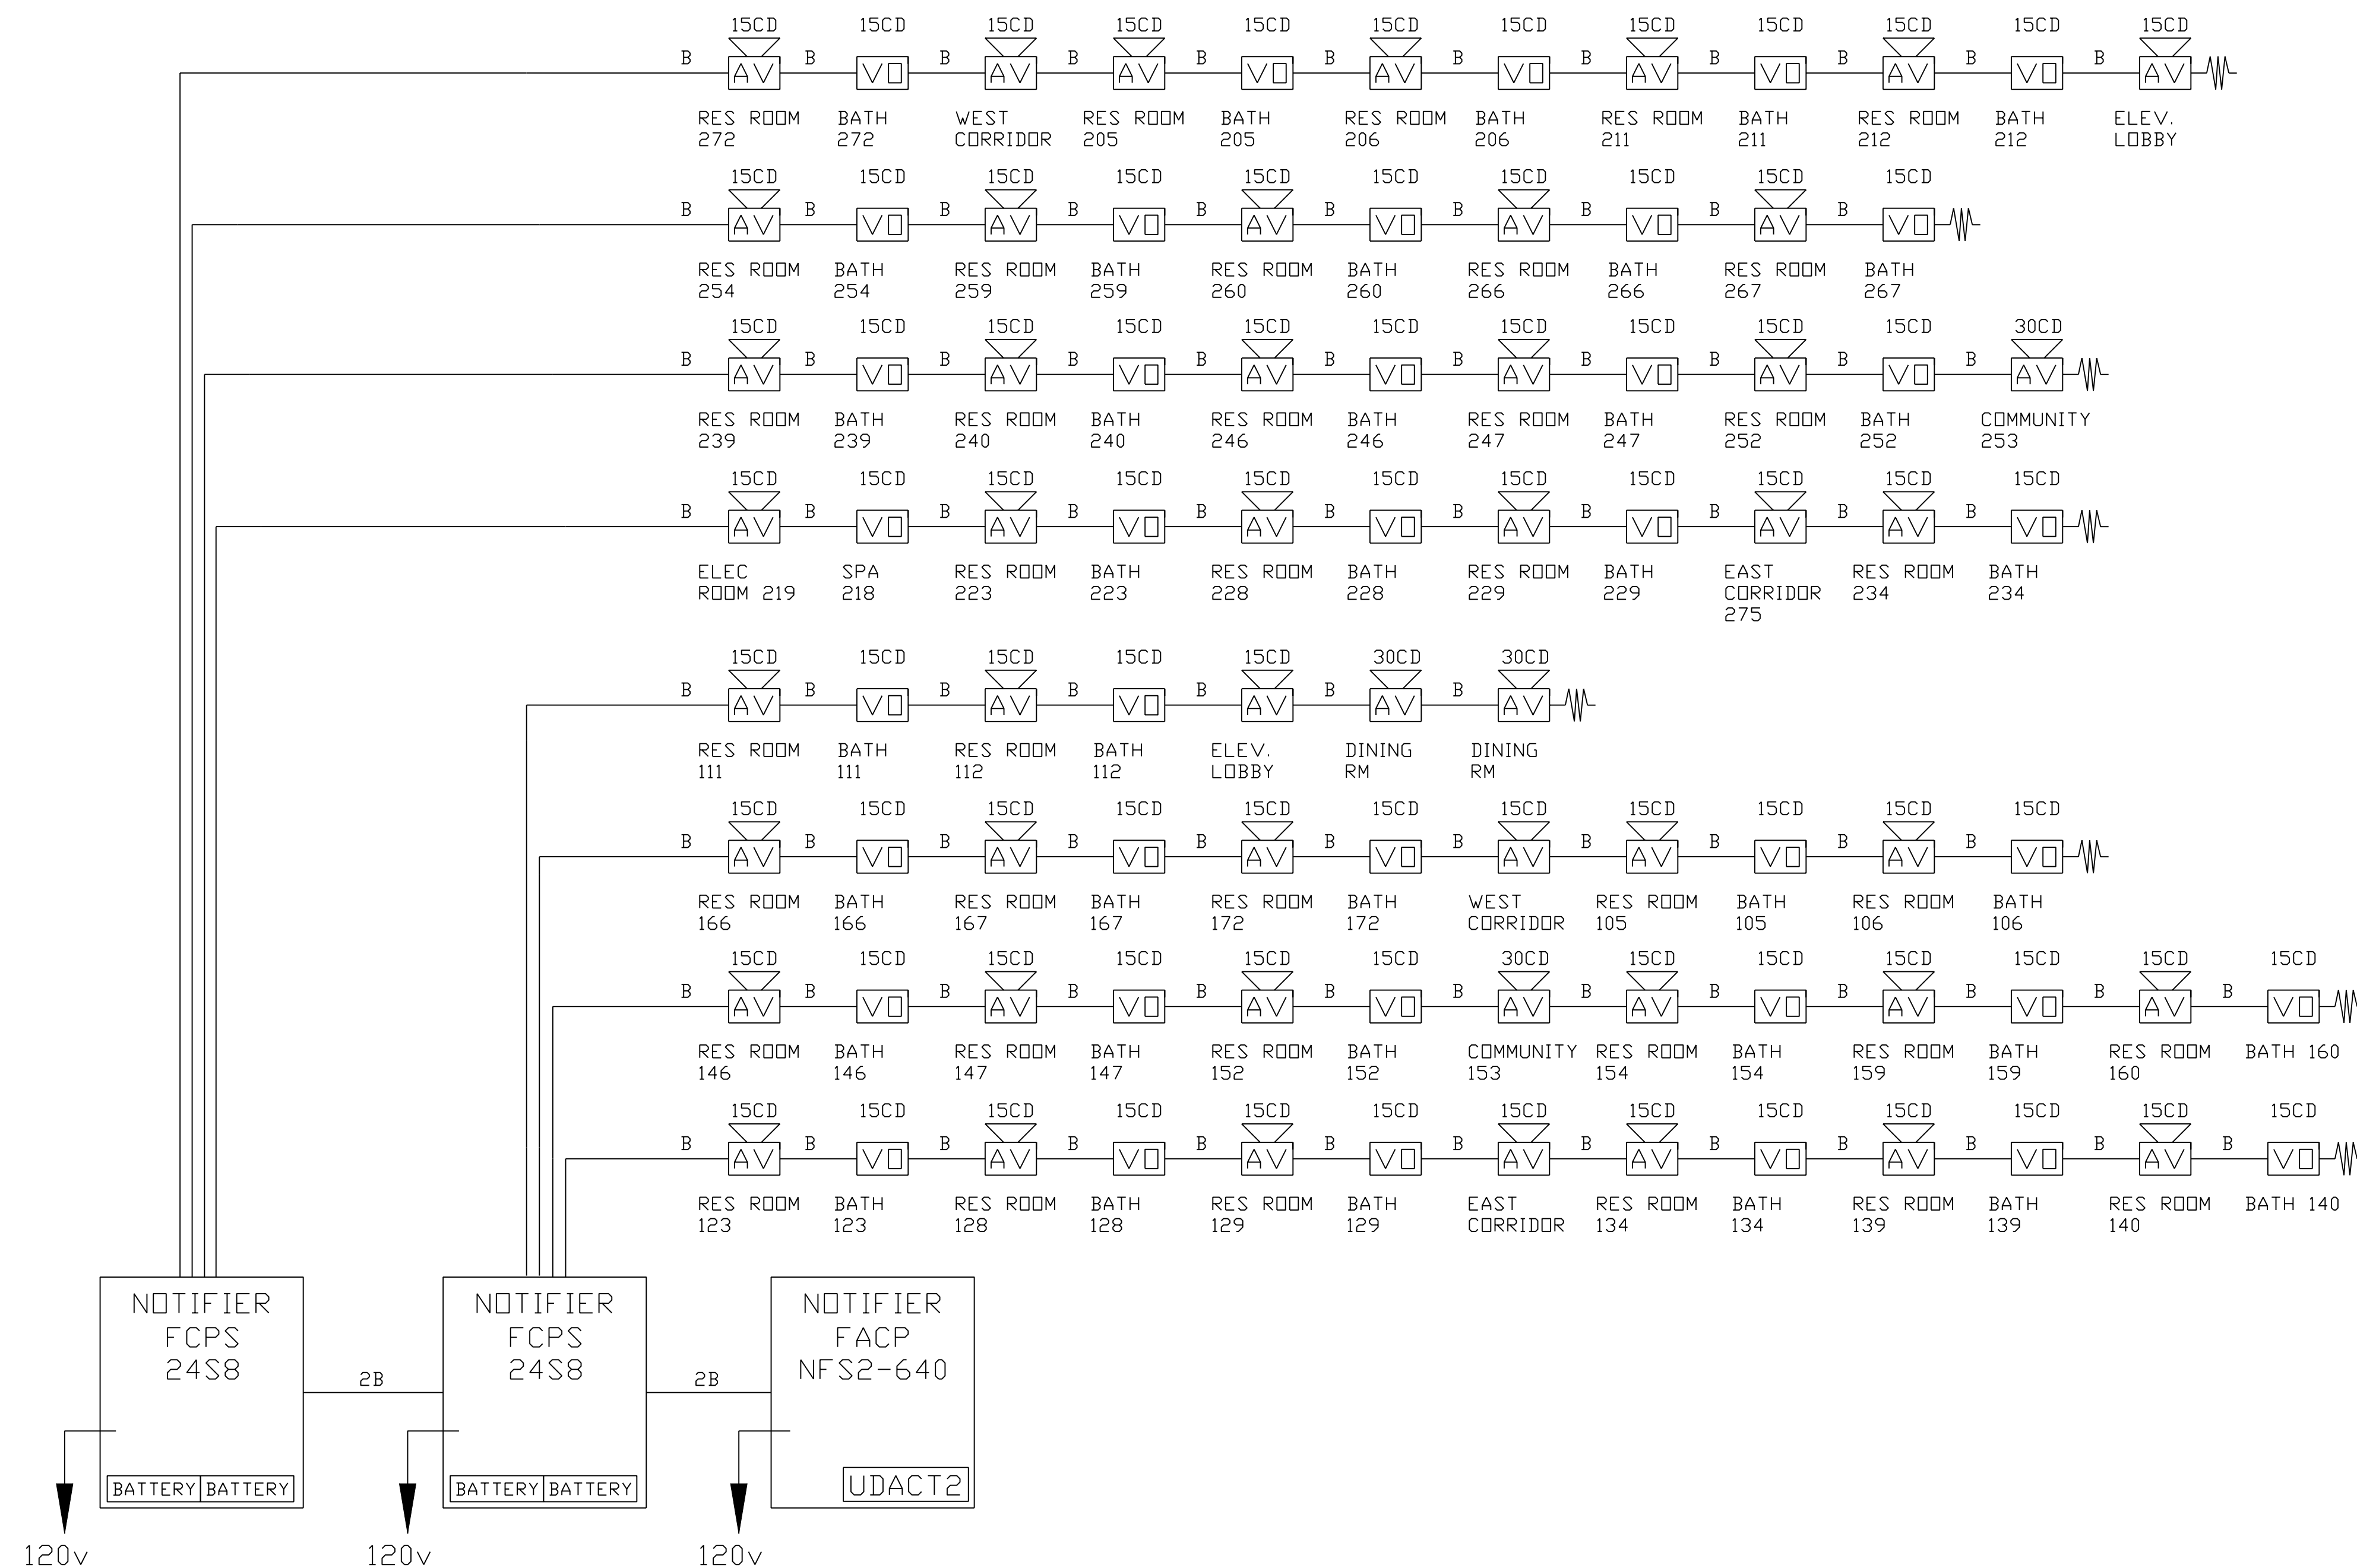 15CD 15CD 15CD 15CD 15CD 15CD 15CD 15CD 15CD 15CD 15CD 15CD
B B B B B B B B B B B B
AV VO AV AV VO AV VO AV VO AV VO AV
RES ROOM BATH WEST RES ROOM BATH RES ROOM BATH RES ROOM BATH RES ROOM BATH ELEV.
272 272 CORRIDOR 205 205 206 206 211 211 212 212 LOBBY
15CD 15CD 15CD 15CD 15CD 15CD 15CD 15CD 15CD 15CD
B B B B B B B B B B
AV VO AV VO AV VO AV VO AV VO
RES ROOM BATH RES ROOM BATH RES ROOM BATH RES ROOM BATH RES ROOM BATH
254 254 259 259 260 260 266 266 267 267
15CD 15CD 15CD 15CD 15CD 15CD 15CD 15CD 15CD 15CD 30CD
B B B B B B B B B B B
AV VO AV VO AV VO AV VO AV VO AV
RES ROOM BATH RES ROOM BATH RES ROOM BATH RES ROOM BATH RES ROOM BATH COMMUNITY
239 239 240 240 246 246 247 247 252 252 253
15CD 15CD 15CD 15CD 15CD 15CD 15CD 15CD 15CD 15CD 15CD
B B B B B B B B B B B
AV VO AV VO AV VO AV VO AV AV VO
ELEC SPA RES ROOM BATH RES ROOM BATH RES ROOM BATH EAST RES ROOM BATH
ROOM 219 218 223 223 228 228 229 229 CORRIDOR 234 234
275
15CD 15CD 15CD 15CD 15CD 30CD 30CD
B B B B B B B
AV VO AV VO AV AV AV
RES ROOM BATH RES ROOM BATH ELEV. DINING DINING
111 111 112 112 LOBBY RM RM
15CD 15CD 15CD 15CD 15CD 15CD 15CD 15CD 15CD 15CD 15CD
B B B B B B B B B B B
AV VO AV VO AV VO AV AV VO AV VO
RES ROOM BATH RES ROOM BATH RES ROOM BATH WEST RES ROOM BATH RES ROOM BATH
166 166 167 167 172 172 CORRIDOR 105 105 106 106
15CD 15CD 15CD 15CD 15CD 15CD 30CD 15CD 15CD 15CD 15CD 15CD 15CD
B B B B B B B B B B B B B
AV VO AV VO AV VO AV AV VO AV VO AV VO
RES ROOM BATH RES ROOM BATH RES ROOM BATH COMMUNITY RES ROOM BATH RES ROOM BATH RES ROOM BATH 160
146 146 147 147 152 152 153 154 154 159 159 160
15CD 15CD 15CD 15CD 15CD 15CD 15CD 15CD 15CD 15CD 15CD 15CD 15CD
B B B B B B B B B B B B B
AV VO AV VO AV VO AV AV VO AV VO AV VO
RES ROOM BATH RES ROOM BATH RES ROOM BATH EAST RES ROOM BATH RES ROOM BATH RES ROOM BATH 140
123 123 128 128 129 129 CORRIDOR 134 134 139 139 140
NOTIFIER NOTIFIER NOTIFIER
FCPS FCPS FACP
24S8 24S8 NFS2-640
2B 2B
BATTERY BATTERY BATTERY BATTERY UDACT2
120v 120v 120v